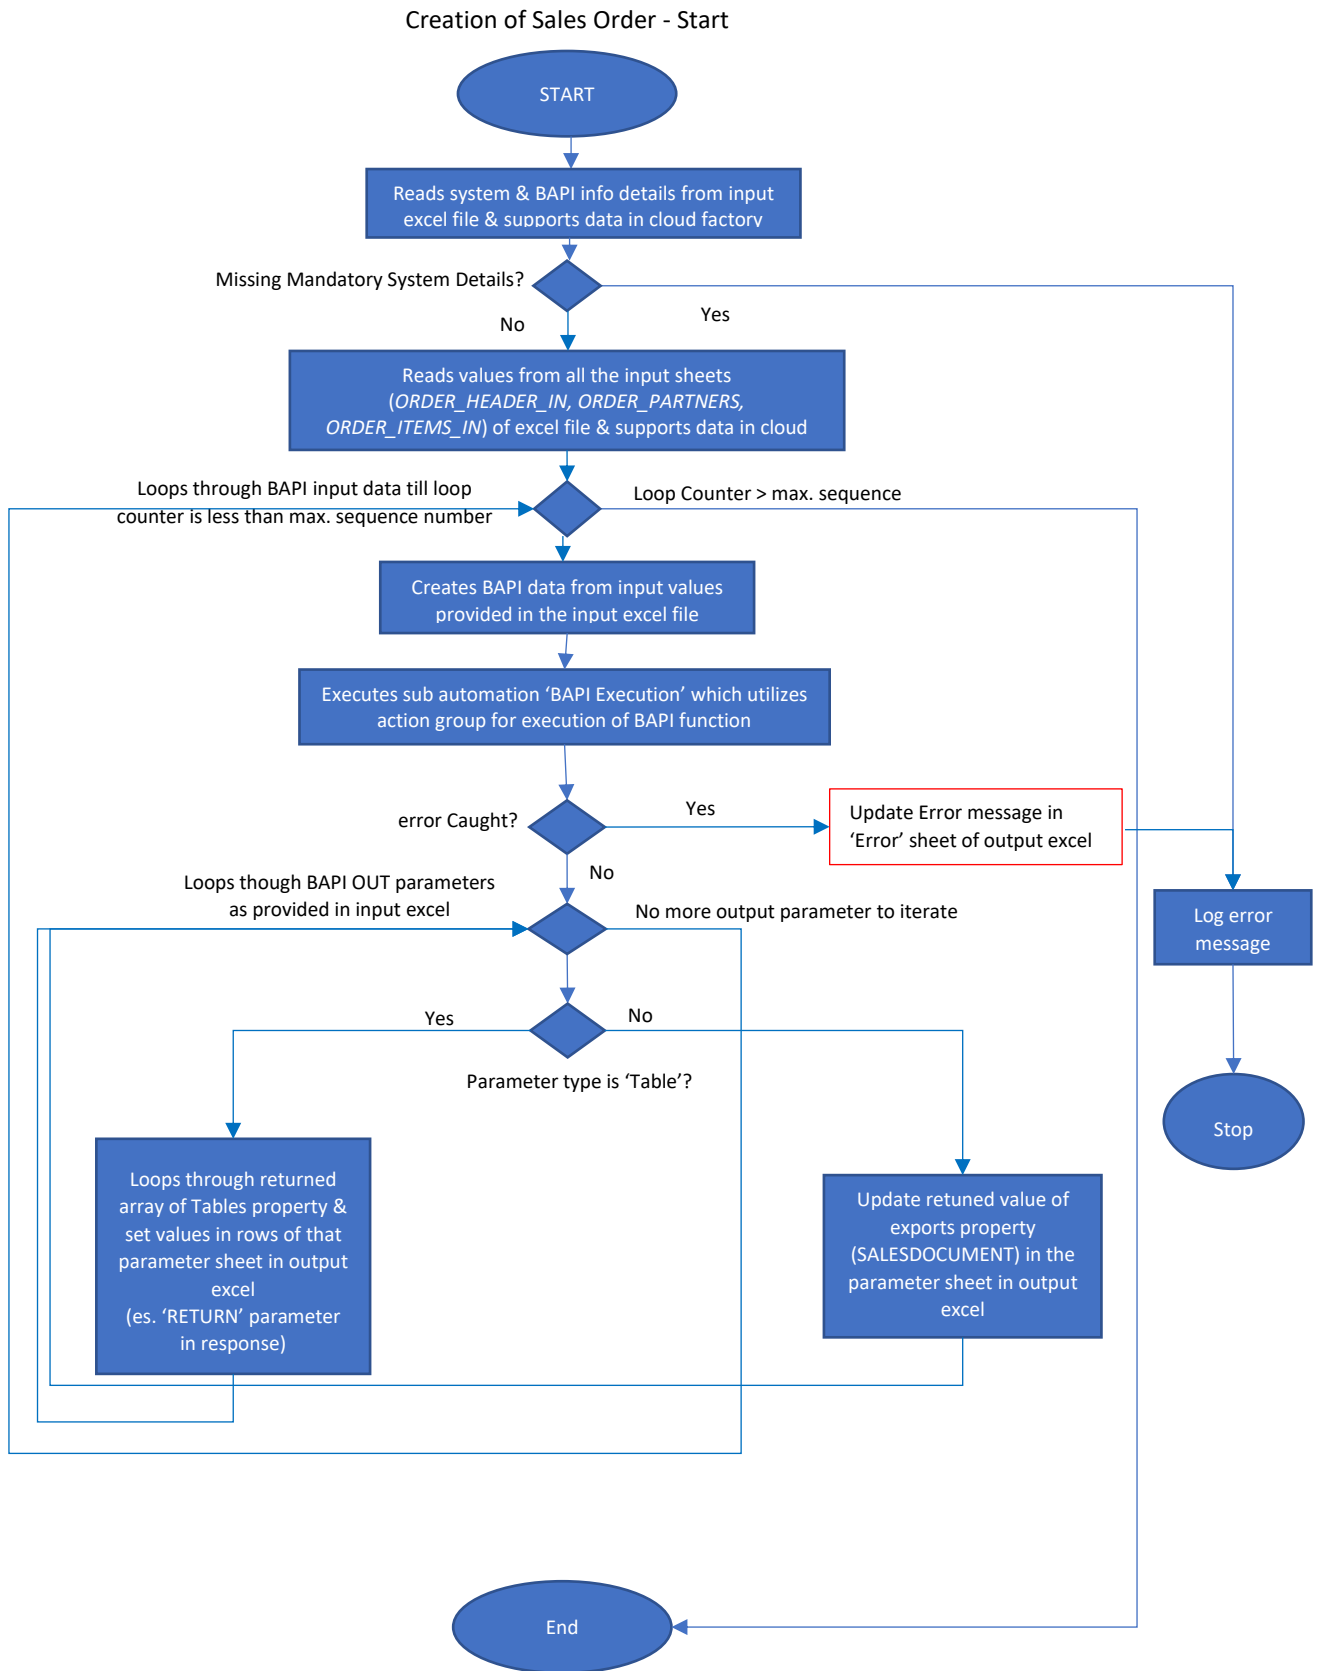 Creation of Sales Order - Start
START
Reads system & BAPI info details from input
excel file & supports data in cloud factory
Missing Mandatory System Details?
No
Yes
Reads values from all the input sheets
(ORDER_HEADER_IN, ORDER_PARTNERS,
ORDER_ITEMS_IN) of excel file & supports data in cloud
Loops through BAPI input data till loop
counter is less than max. sequence number
Loop Counter > max. sequence
Creates BAPI data from input values
provided in the input excel file
Executes sub automation ‘BAPI Execution’ which utilizes
action group for execution of BAPI function
error Caught?
Yes
Update Error message in
‘Error’ sheet of output excel
No
Loops though BAPI OUT parameters
as provided in input excel
No more output parameter to iterate
Log error
message
Yes
No
Parameter type is ‘Table’?
Stop
Loops through returned
array of Tables property &
set values in rows of that
parameter sheet in output
excel
(es. ‘RETURN’ parameter
in response)
Update retuned value of
exports property
(SALESDOCUMENT) in the
parameter sheet in output
excel
End